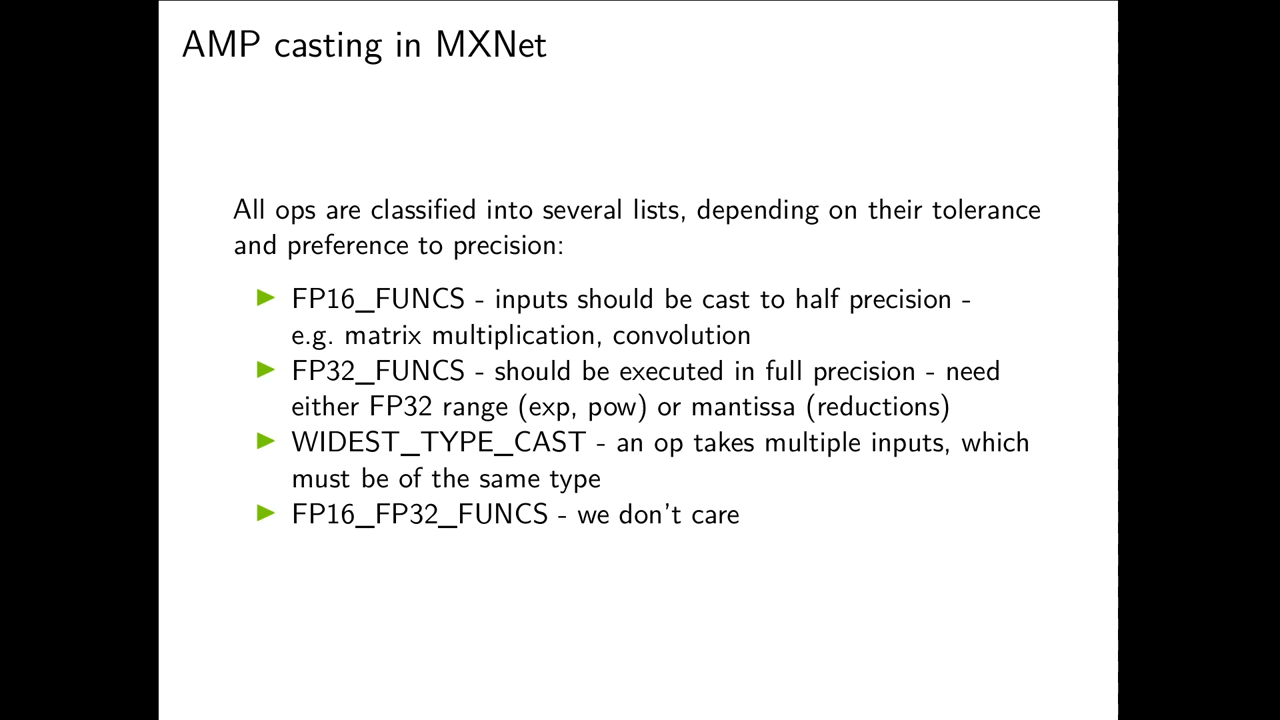 AMP casting in MXNet
All ops are classified into several lists, depending on their tolerance
and preference to precision:
▶ FP16_FUNCS - inputs should be cast to half precision -
e.g. matrix multiplication, convolution
▶ FP32_FUNCS - should be executed in full precision - need
either FP32 range (exp, pow) or mantissa (reductions)
▶ WIDEST_TYPE_CAST - an op takes multiple inputs, which
must be of the same type
▶ FP16_FP32_FUNCS - we don't care